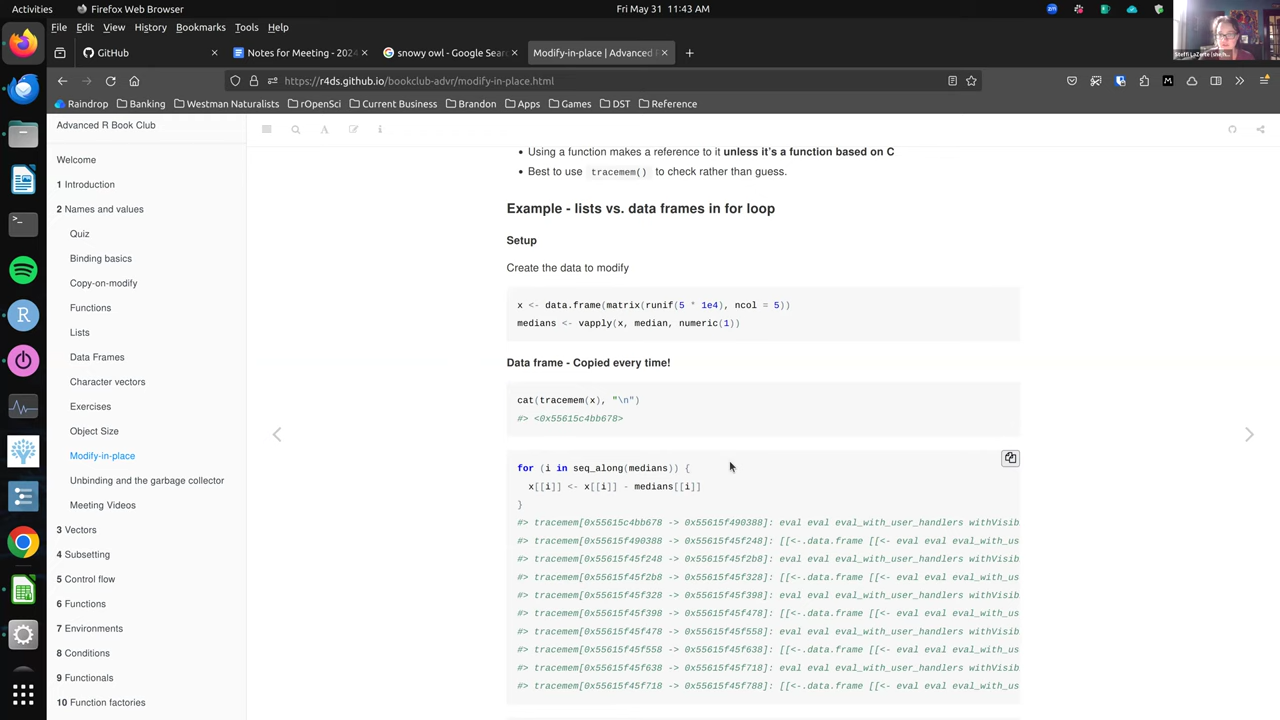 Activities
Firefox Web Browser
Fri May 31 11:43 AM
File Edit View History Bookmarks Tools Help
GitHub
Notes for Meeting - 2024
snowy owl - Google Sear
Modify-in-place | Advanced R
https://r4ds.github.io/bookclub-advr/modify-in-place.html
Raindrop Banking Westman Naturalists rOpenSci Current Business Brandon Apps Games DST Reference
Advanced R Book Club
Welcome
1 Introduction
2 Names and values
Quiz
Binding basics
Copy-on-modify
Functions
Lists
Data Frames
Character vectors
Exercises
Object Size
Modify-in-place
Unbinding and the garbage collector
Meeting Videos
3 Vectors
4 Subsetting
5 Control flow
6 Functions
7 Environments
8 Conditions
9 Functionals
10 Function factories
• Using a function makes a reference to it unless it's a function based on C
• Best to use tracemem() to check rather than guess.
Example - lists vs. data frames in for loop
Setup
Create the data to modify
x <- data.frame(matrix(runif(5 * 1e4), ncol = 5))
medians <- vapply(x, median, numeric(1))
Data frame - Copied every time!
cat(tracemem(x), "\n")
#> <0x55615c4bb678>
for (i in seq_along(medians)) {
x[[i]] <- x[[i]] - medians[[i]]
}
#> tracemem[0x55615c4bb678 -> 0x55615f490388]: eval eval eval_with_user_handlers withVisib
#> tracemem[0x55615f490388 -> 0x55615f45f248]: [[<-.data.frame [[<- eval eval eval_with_us
#> tracemem[0x55615f45f248 -> 0x55615f45f2b8]: eval eval eval_with_user_handlers withVisib
#> tracemem[0x55615f45f2b8 -> 0x55615f45f328]: [[<-.data.frame [[<- eval eval eval_with_us
#> tracemem[0x55615f45f328 -> 0x55615f45f398]: eval eval eval_with_user_handlers withVisib
#> tracemem[0x55615f45f398 -> 0x55615f45f478]: [[<-.data.frame [[<- eval eval eval_with_us
#> tracemem[0x55615f45f478 -> 0x55615f45f558]: eval eval eval_with_user_handlers withVisib
#> tracemem[0x55615f45f558 -> 0x55615f45f638]: [[<-.data.frame [[<- eval eval eval_with_us
#> tracemem[0x55615f45f638 -> 0x55615f45f718]: eval eval eval_with_user_handlers withVisib
#> tracemem[0x55615f45f718 -> 0x55615f45f788]: [[<-.data.frame [[<- eval eval eval_with_us